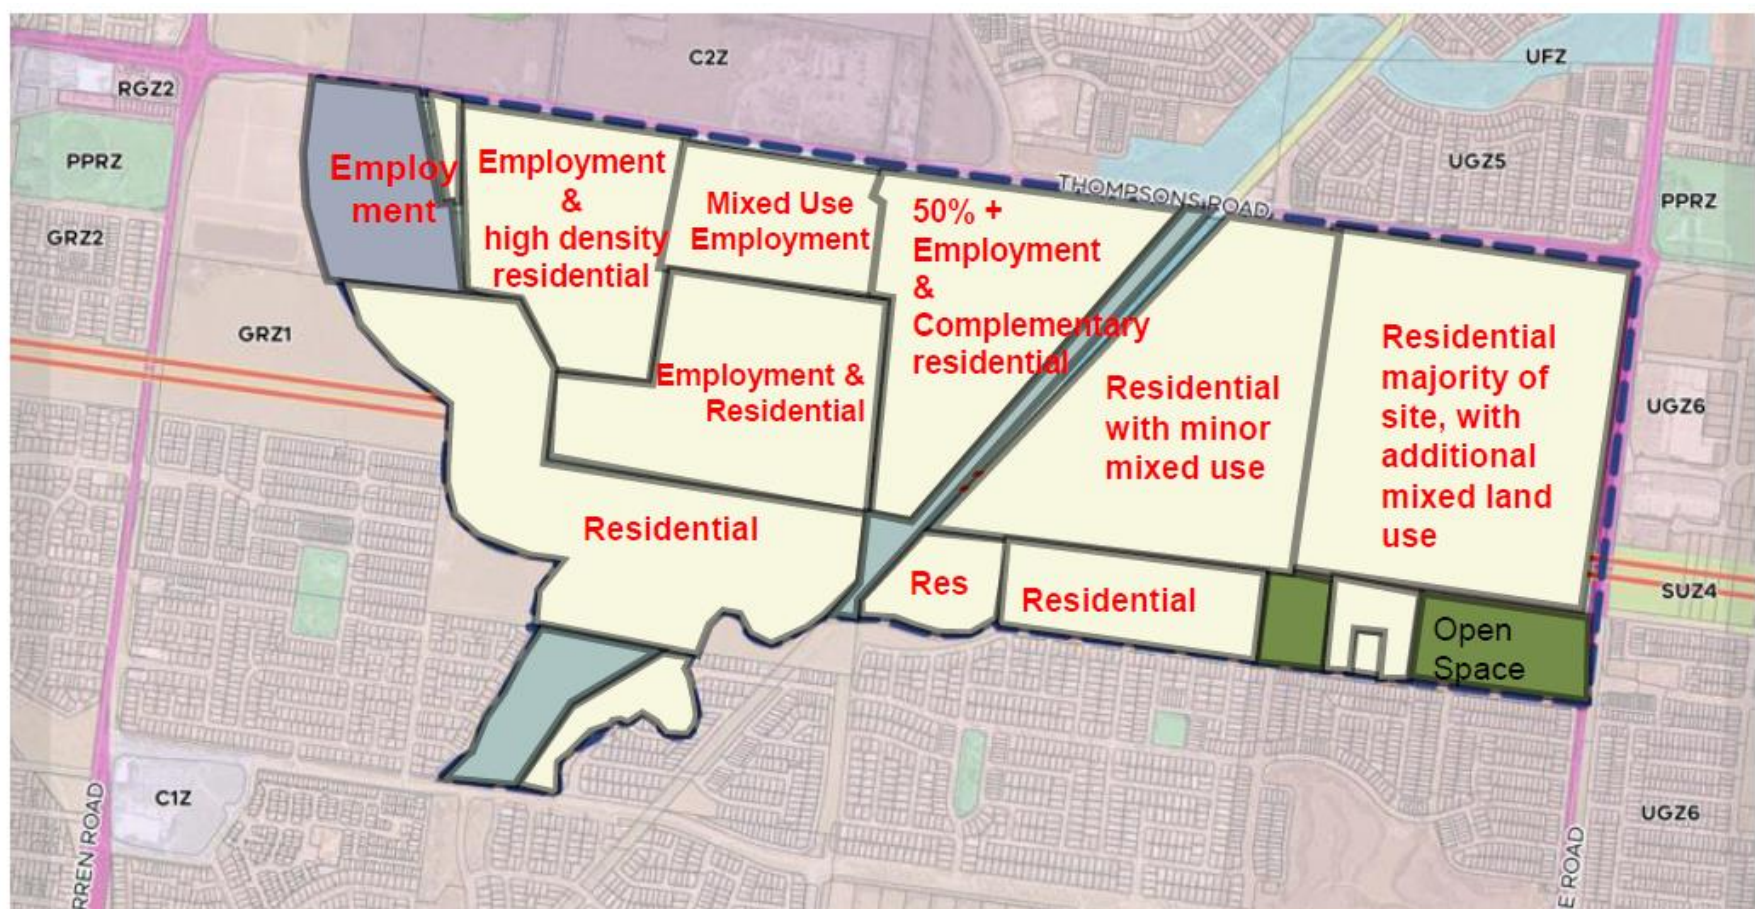 C2Z
UFZ
RGZ2
PPRZ
GRZ2
GRZ1
Employ
ment
Employment
&
high density
residential
Mixed Use
Employment
50% +
Employment
&
Complementary
residential
THOMPSONS ROAD
UGZ5
PPRZ
Employment &
Residential
Residential
with minor
mixed use
Residential
majority of
site, with
additional
mixed land
use
UGZ6
Residential
Res
Residential
Open
Space
SUZ4
C1Z
UGZ6
RREN ROAD
E ROAD